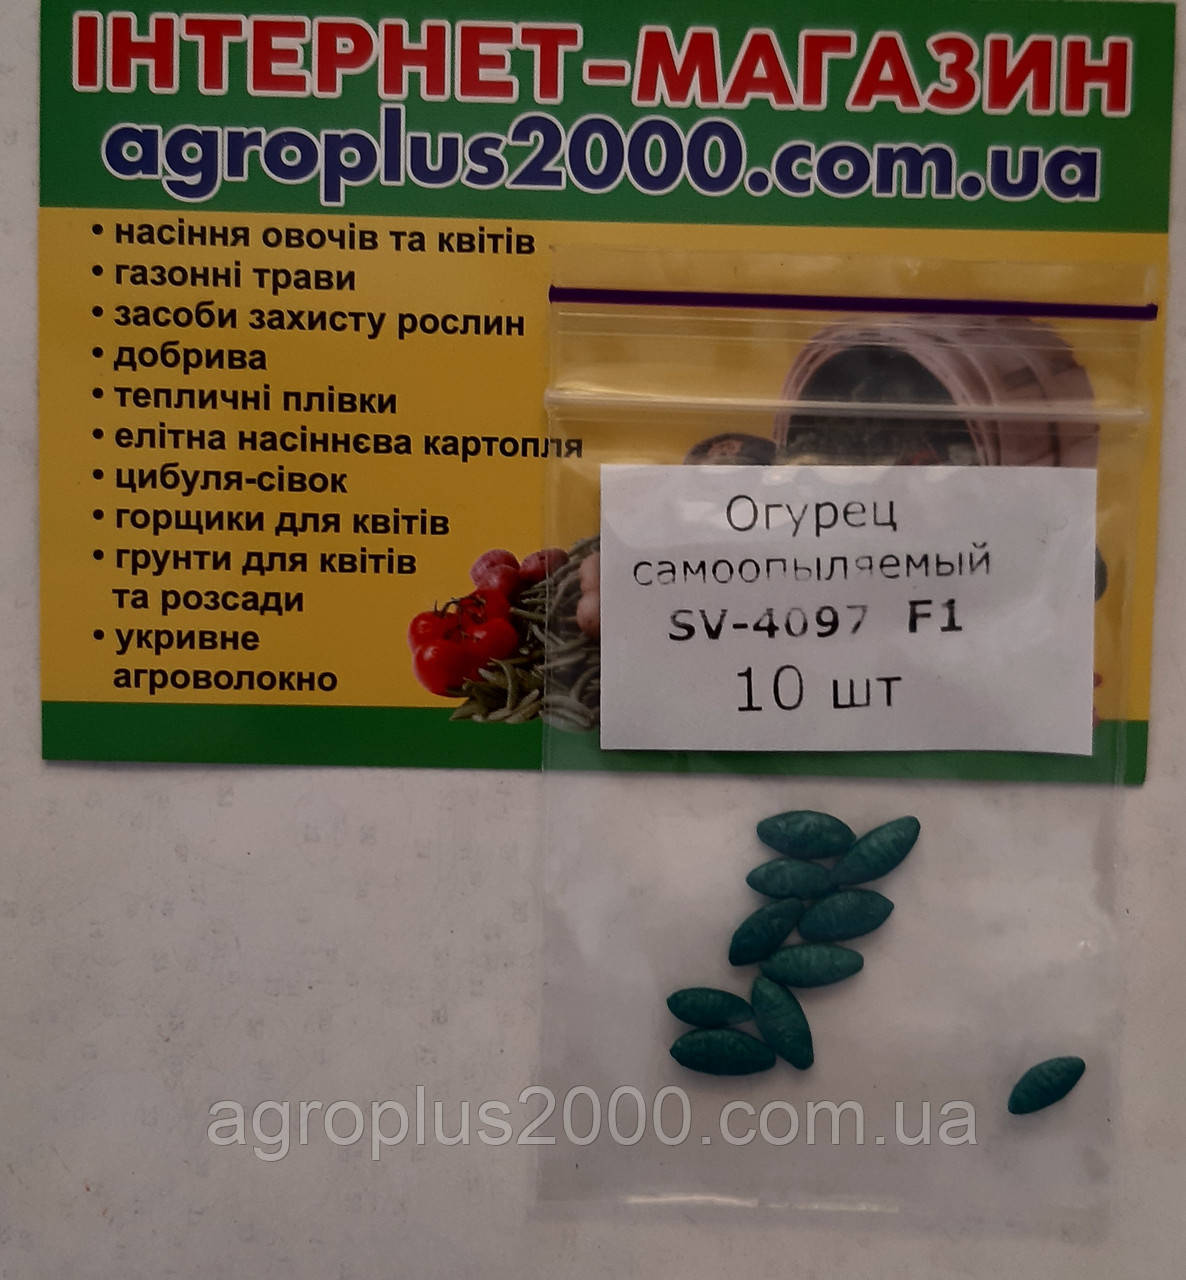 ІНТЕРНЕТ-МАГАЗИН
agroplus2000.com.ua
• насіння овочів та квітів
• газонні трави
• засоби захисту рослин
• добрива
• тепличні плівки
• елітна насіннєва картопля
• цибуля-сівок
• горщики для квітів
• грунти для квітів
та розсади
• укривне
агроволокно
Огурец
самоопыляемый
SV-4097 F1
10 шт
agroplus2000.com.ua